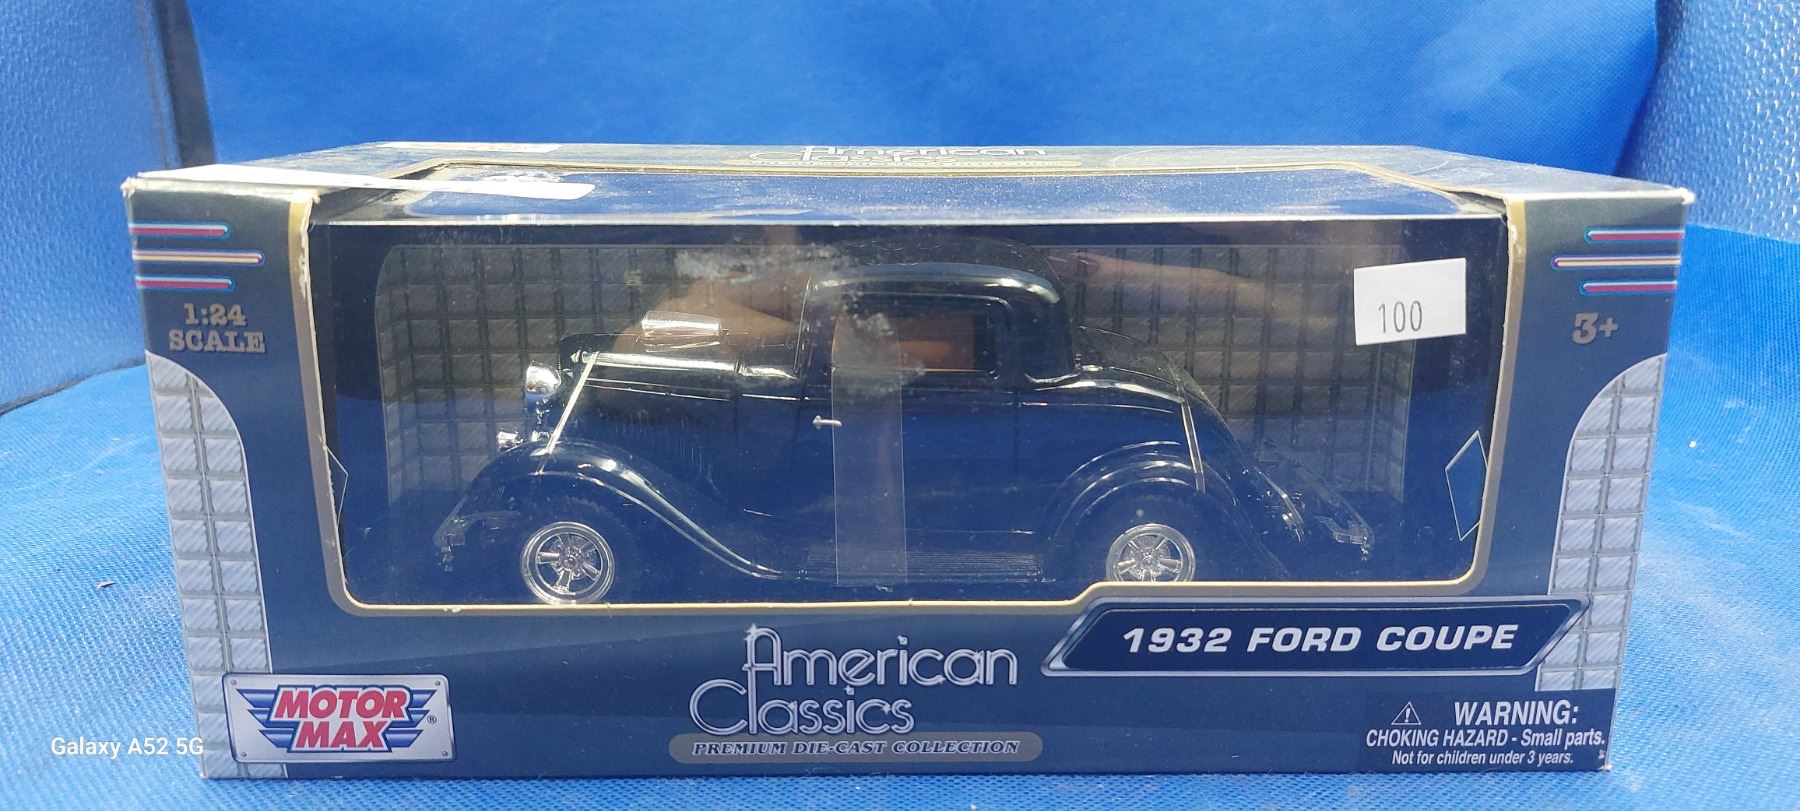 American
Classics
1:24
SCALE
3+
100
1932 FORD COUPE
American
Classics
PREMIUM DIE-CAST COLLECTION
MOTOR
MAX ®
WARNING:
CHOKING HAZARD - Small parts.
Not for children under 3 years.
Galaxy A52 5G